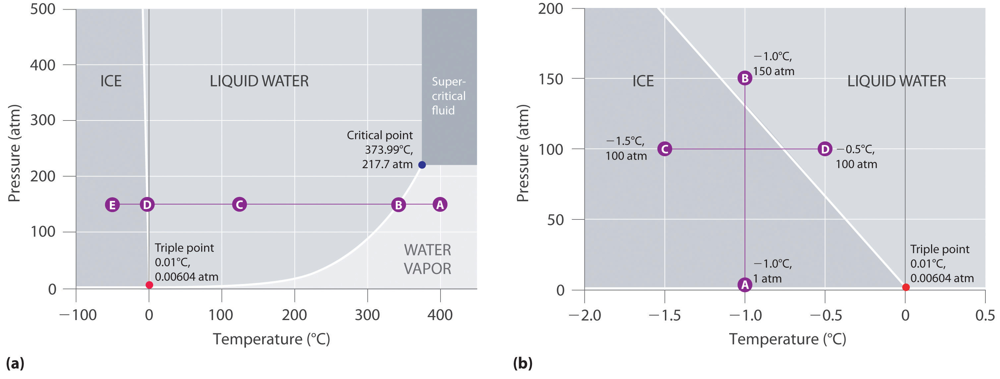 500
400
300
200
100
0
Pressure (atm)
ICE
LIQUID WATER
Super-
critical
fluid
Critical point
373.99°C,
217.7 atm
E
D
C
B
A
Triple point
0.01°C,
0.00604 atm
WATER
VAPOR
−100
0
100
200
300
400
Temperature (°C)
(a)
200
150
100
50
0
Pressure (atm)
ICE
−1.0°C,
150 atm
B
LIQUID WATER
−1.5°C,
100 atm
C
D
−0.5°C,
100 atm
−1.0°C,
1 atm
A
Triple point
0.01°C,
0.00604 atm
−2.0
−1.5
−1.0
−0.5
0
0.5
Temperature (°C)
(b)